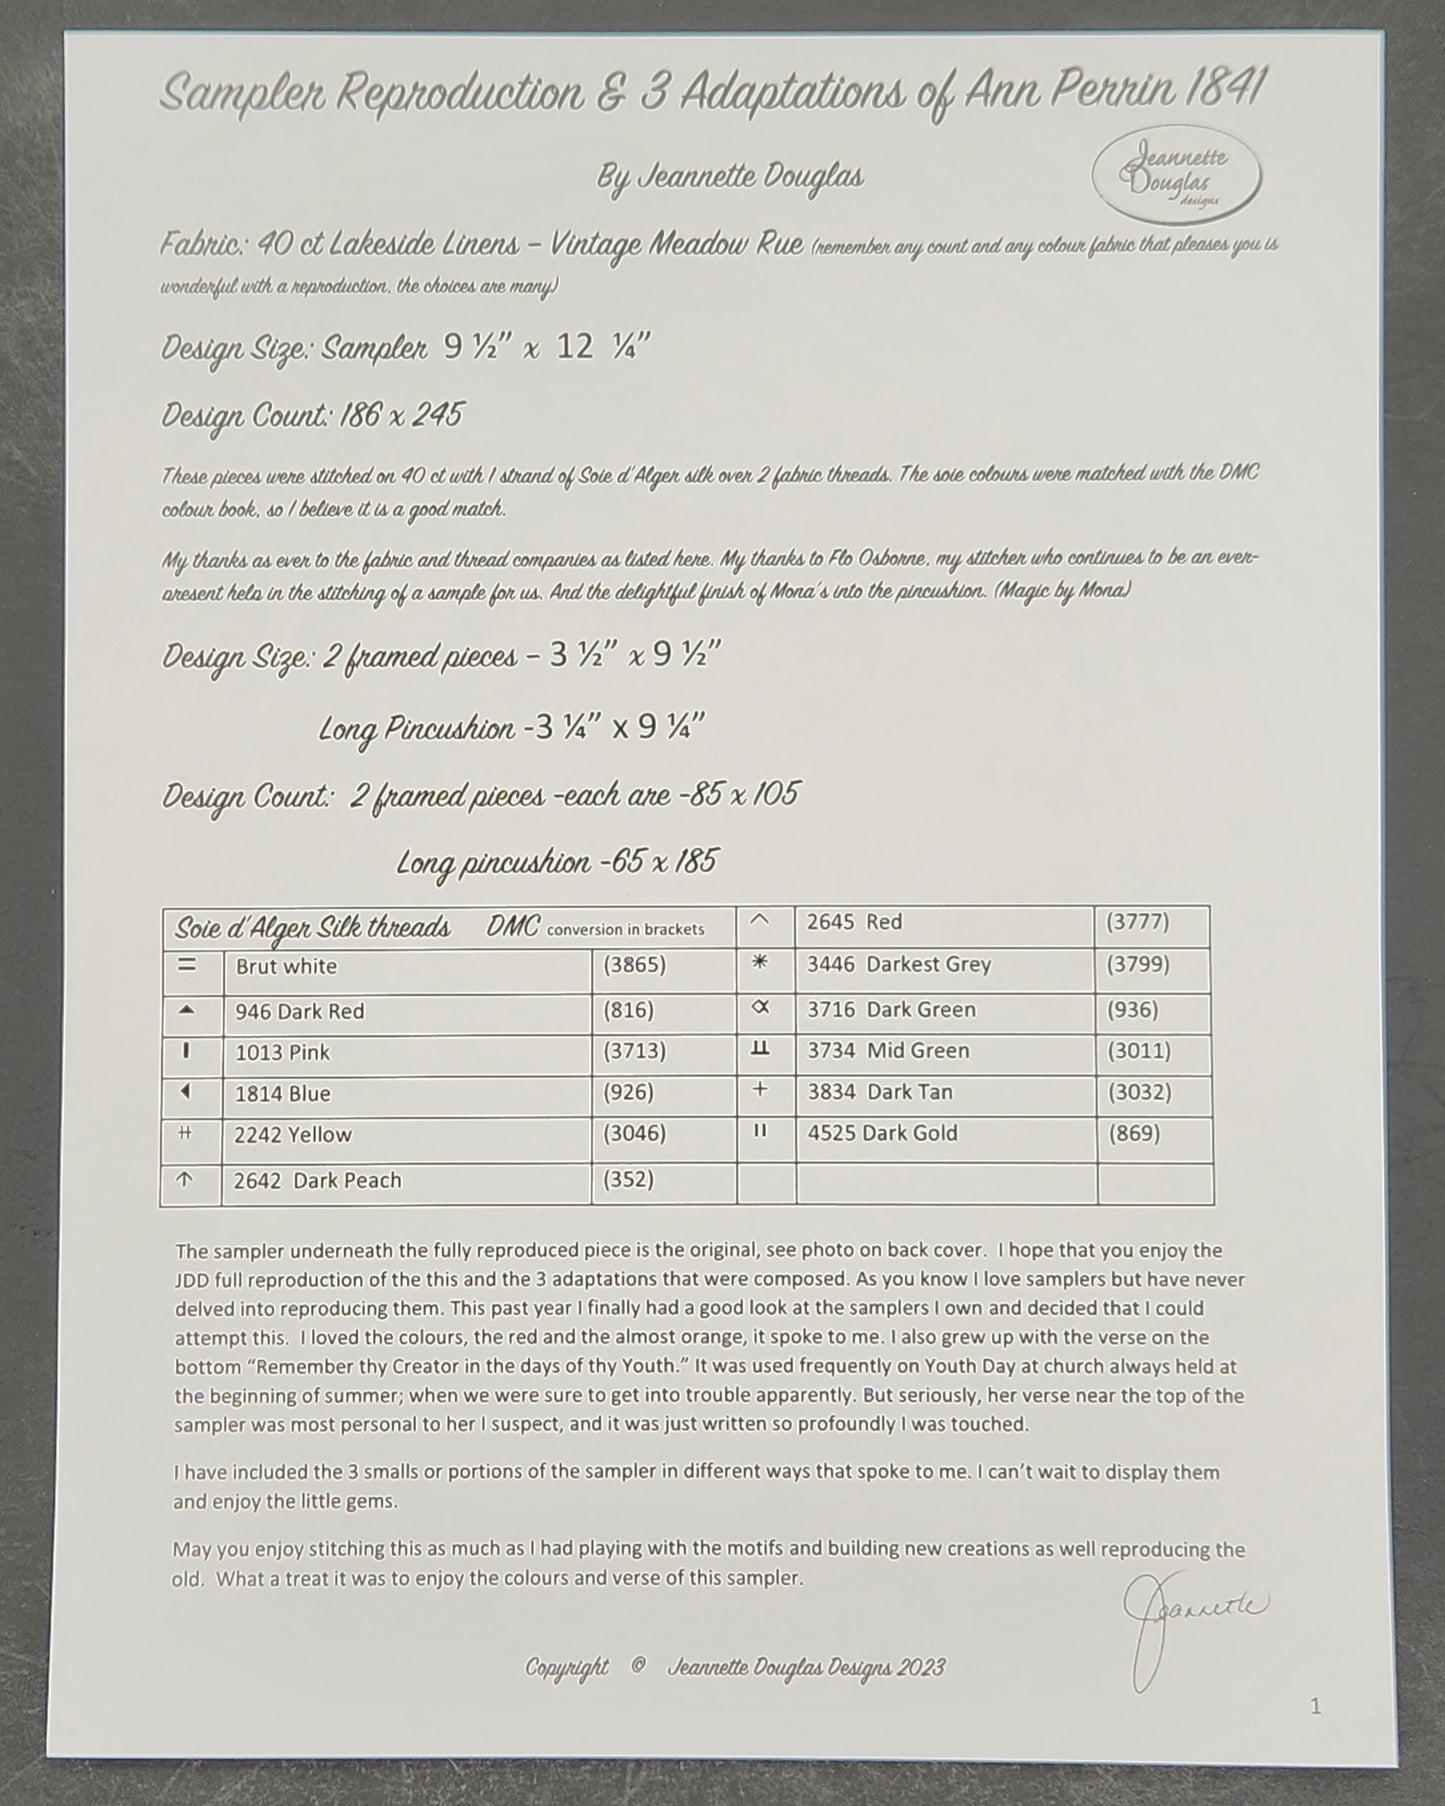 Sampler Reproduction & 3 Adaptations of Ann Perrin 1841
By Jeannette Douglas
Jeannette
Douglas
designs
Fabric: 40 ct Lakeside Linens – Vintage Meadow Rue (remember any count and any colour fabric that pleases you is
wonderful with a reproduction, the choices are many)
Design Size: Sampler 9 ½” x 12 ¼”
Design Count: 186 x 245
These pieces were stitched on 40 ct with 1 strand of Soie d'Alger silk over 2 fabric threads. The soie colours were matched with the DMC
colour book, so I believe it is a good match.
My thanks as ever to the fabric and thread companies as listed here. My thanks to Flo Osborne, my stitcher who continues to be an ever-
present help in the stitching of a sample for us. And the delightful finish of Mona's into the pincushion. (Magic by Mona)
Design Size: 2 framed pieces – 3 ½” x 9 ½”
Long Pincushion -3 ¼” x 9 ¼”
Design Count: 2 framed pieces -each are -85 x 105
Long pincushion -65 x 185
Soie d'Alger Silk threads DMC conversion in brackets ^ 2645 Red (3777)
= Brut white (3865) * 3446 Darkest Grey (3799)
▲ 946 Dark Red (816) α 3716 Dark Green (936)
I 1013 Pink (3713) ⫫ 3734 Mid Green (3011)
◀ 1814 Blue (926) + 3834 Dark Tan (3032)
⧺ 2242 Yellow (3046) II 4525 Dark Gold (869)
↑ 2642 Dark Peach (352)
The sampler underneath the fully reproduced piece is the original, see photo on back cover. I hope that you enjoy the
JDD full reproduction of the this and the 3 adaptations that were composed. As you know I love samplers but have never
delved into reproducing them. This past year I finally had a good look at the samplers I own and decided that I could
attempt this. I loved the colours, the red and the almost orange, it spoke to me. I also grew up with the verse on the
bottom “Remember thy Creator in the days of thy Youth.” It was used frequently on Youth Day at church always held at
the beginning of summer; when we were sure to get into trouble apparently. But seriously, her verse near the top of the
sampler was most personal to her I suspect, and it was just written so profoundly I was touched.
I have included the 3 smalls or portions of the sampler in different ways that spoke to me. I can’t wait to display them
and enjoy the little gems.
May you enjoy stitching this as much as I had playing with the motifs and building new creations as well reproducing the
old. What a treat it was to enjoy the colours and verse of this sampler.
Jeannette
Copyright © Jeannette Douglas Designs 2023
1